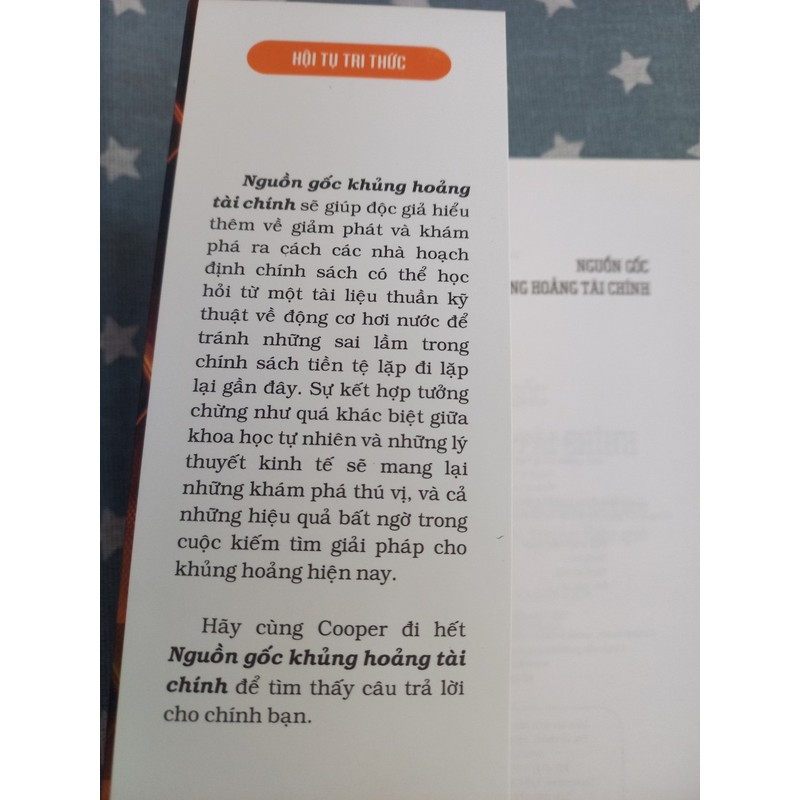 HỘI TỤ TRI THỨC
Nguồn gốc khủng hoảng
tài chính sẽ giúp độc giả hiểu
thêm về giảm phát và khám
phá ra cách các nhà hoạch
định chính sách có thể học
hỏi từ một tài liệu thuần kỹ
thuật về động cơ hơi nước để
tránh những sai lầm trong
chính sách tiền tệ lặp đi lặp
lại gần đây. Sự kết hợp tưởng
chừng như quá khác biệt giữa
khoa học tự nhiên và những lý
thuyết kinh tế sẽ mang lại
những khám phá thú vị, và cả
những hiệu quả bất ngờ trong
cuộc kiếm tìm giải pháp cho
khủng hoảng hiện nay.
Hãy cùng Cooper đi hết
Nguồn gốc khủng hoảng tài
chính để tìm thấy câu trả lời
cho chính bạn.
NGUỒN GỐC
NG HOẢNG TÀI CHÍNH